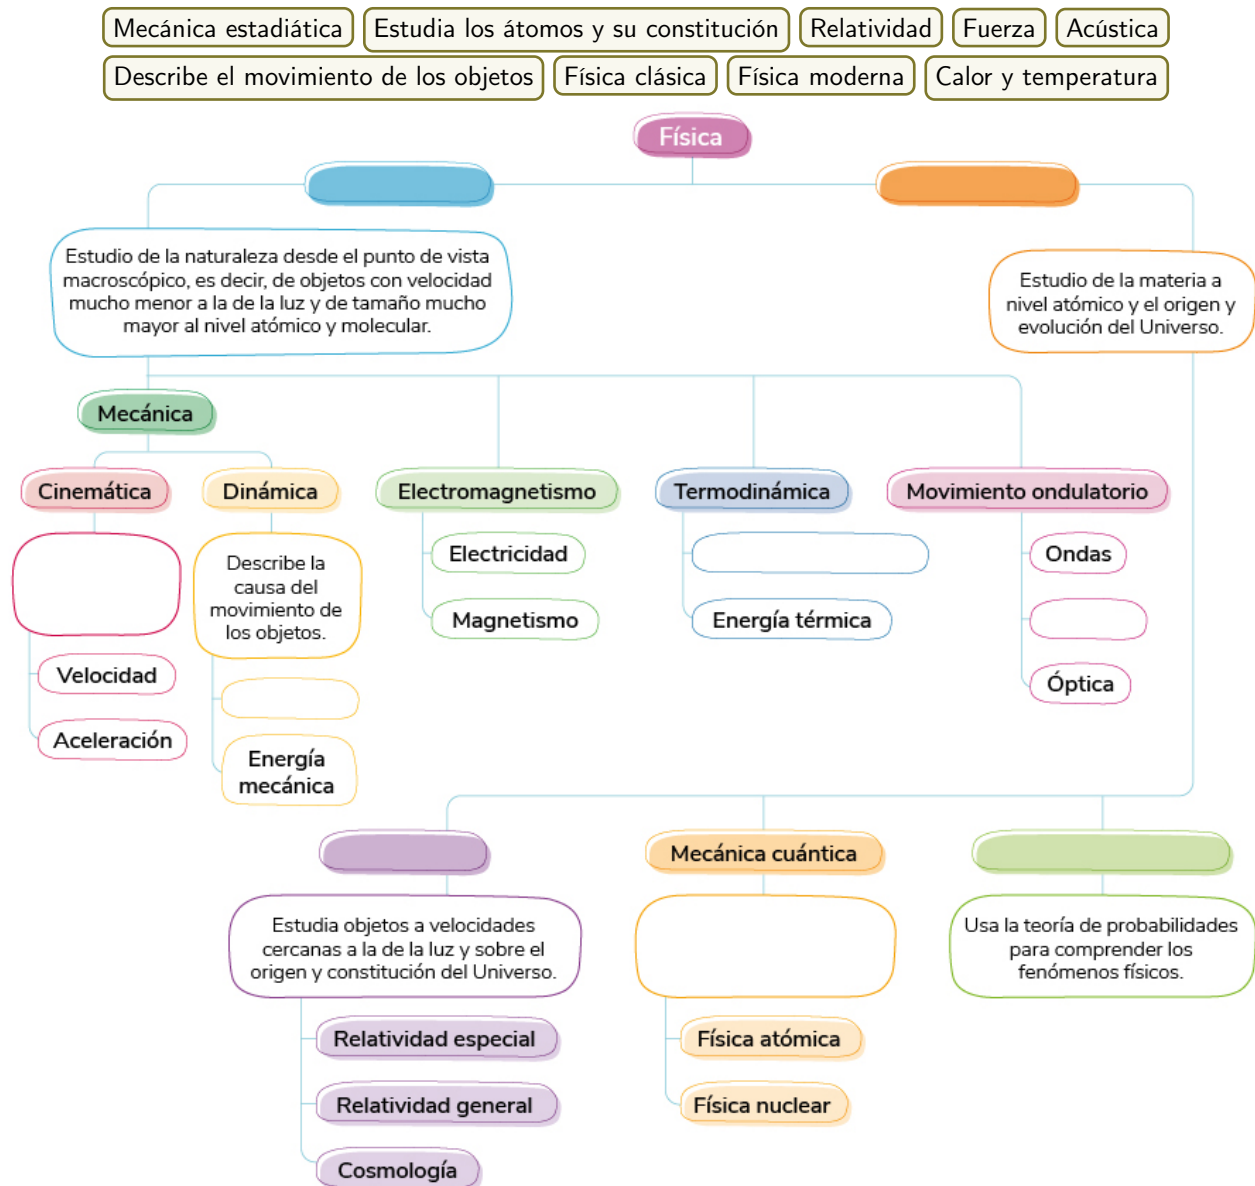 Mecánica estadiática Estudia los átomos y su constitución Relatividad Fuerza Acústica
Describe el movimiento de los objetos Física clásica Física moderna Calor y temperatura
Física
Estudio de la naturaleza desde el punto de vista
macroscópico, es decir, de objetos con velocidad
mucho menor a la de la luz y de tamaño mucho
mayor al nivel atómico y molecular.
Estudio de la materia a
nivel atómico y el origen y
evolución del Universo.
Mecánica
Cinemática
Dinámica
Electromagnetismo
Termodinámica
Movimiento ondulatorio
Describe la
causa del
movimiento de
los objetos.
Electricidad
Ondas
Magnetismo
Energía térmica
Velocidad
Óptica
Aceleración
Energía
mecánica
Mecánica cuántica
Estudia objetos a velocidades
cercanas a la de la luz y sobre el
origen y constitución del Universo.
Usa la teoría de probabilidades
para comprender los
fenómenos físicos.
Relatividad especial
Física atómica
Relatividad general
Física nuclear
Cosmología